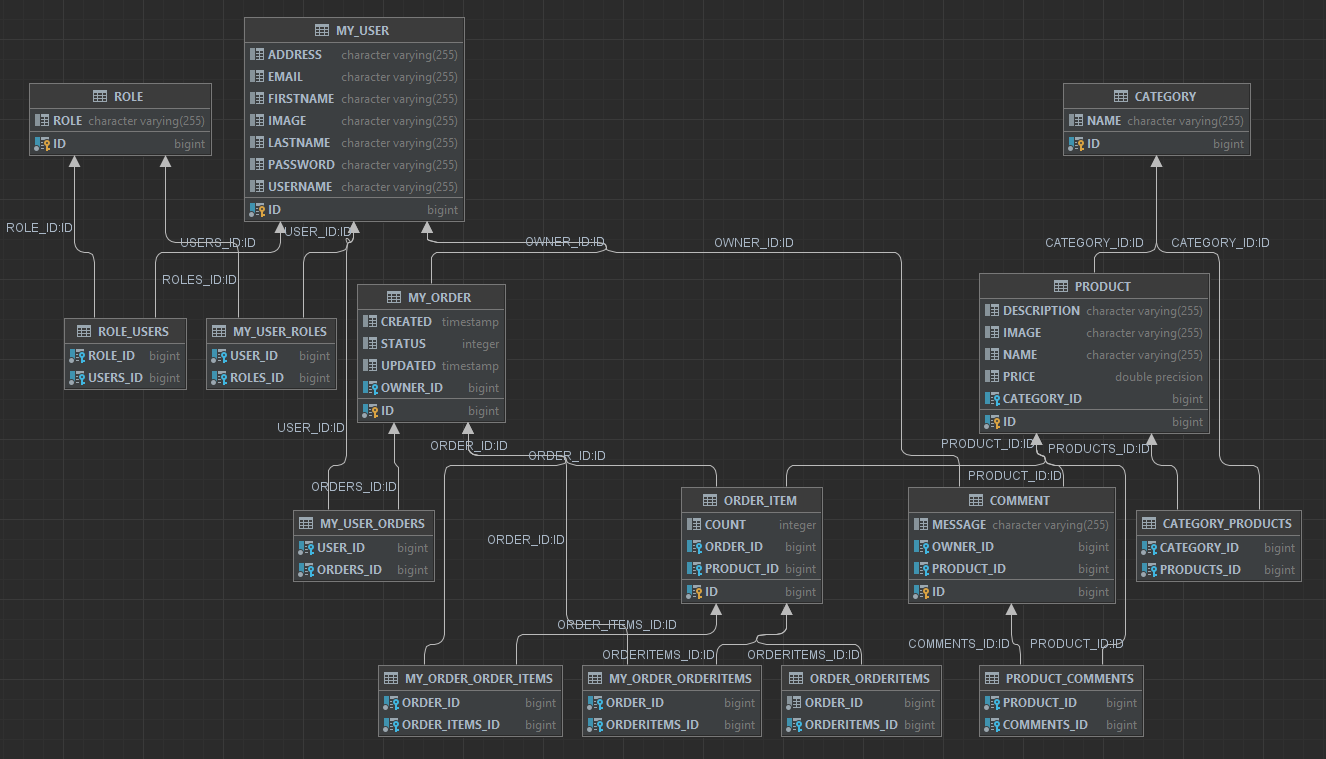 MY_USER
ADDRESS character varying(255)
EMAIL character varying(255)
FIRSTNAME character varying(255)
IMAGE character varying(255)
LASTNAME character varying(255)
PASSWORD character varying(255)
USERNAME character varying(255)
ID bigint
ROLE
ROLE character varying(255)
ID bigint
CATEGORY
NAME character varying(255)
ID bigint
ROLE_ID:ID
USERS_ID:ID
USER_ID:ID
OWNER_ID:ID
OWNER_ID:ID
CATEGORY_ID:ID
CATEGORY_ID:ID
ROLES_ID:ID
MY_ORDER
CREATED timestamp
STATUS integer
UPDATED timestamp
OWNER_ID bigint
ID bigint
PRODUCT
DESCRIPTION character varying(255)
IMAGE character varying(255)
NAME character varying(255)
PRICE double precision
CATEGORY_ID bigint
ID bigint
ROLE_USERS
ROLE_ID bigint
USERS_ID bigint
MY_USER_ROLES
USER_ID bigint
ROLES_ID bigint
USER_ID:ID
ORDER_ID:ID
ORDER_ID:ID
PRODUCT_ID:ID
PRODUCTS_ID:ID
PRODUCT_ID:ID
ORDERS_ID:ID
MY_USER_ORDERS
USER_ID bigint
ORDERS_ID bigint
ORDER_ID:ID
ORDER_ITEM
COUNT integer
ORDER_ID bigint
PRODUCT_ID bigint
ID bigint
COMMENT
MESSAGE character varying(255)
OWNER_ID bigint
PRODUCT_ID bigint
ID bigint
CATEGORY_PRODUCTS
CATEGORY_ID bigint
PRODUCTS_ID bigint
ORDER_ITEMS_ID:ID
ORDERITEMS_ID:ID
ORDERITEMS_ID:ID
COMMENTS_ID:ID
PRODUCT_ID:ID
MY_ORDER_ORDER_ITEMS
ORDER_ID bigint
ORDER_ITEMS_ID bigint
MY_ORDER_ORDERITEMS
ORDER_ID bigint
ORDERITEMS_ID bigint
ORDER_ORDERITEMS
ORDER_ID bigint
ORDERITEMS_ID bigint
PRODUCT_COMMENTS
PRODUCT_ID bigint
COMMENTS_ID bigint